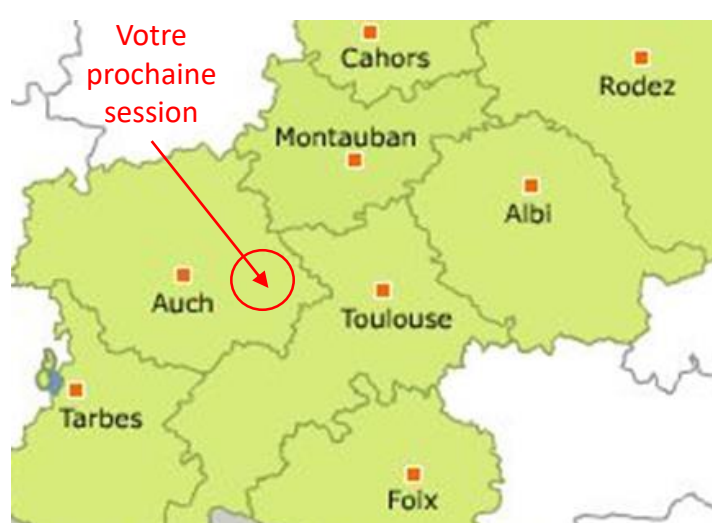 Votre
prochaine
session
Cahors
Rodez
Montauban
Albi
Auch
Toulouse
Tarbes
Foix